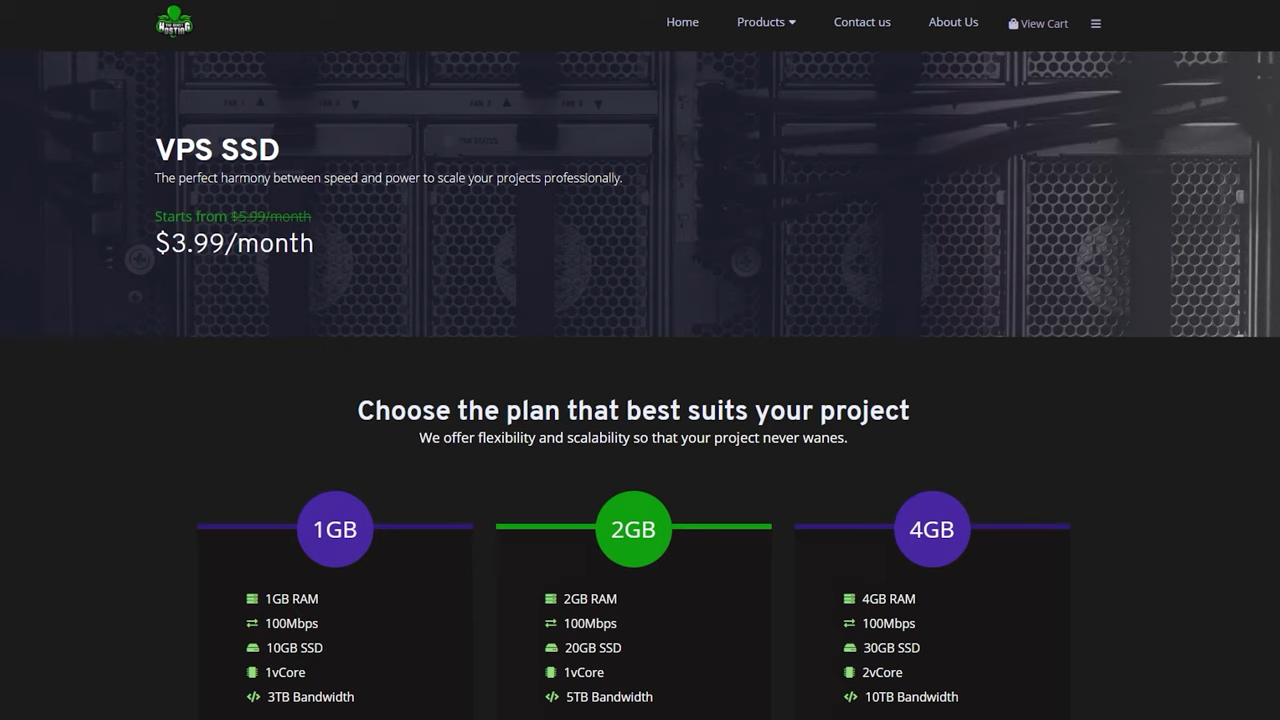 HOSTING
Home
Products
Contact us
About Us
View Cart
FAN 1
VPS SSD
The perfect harmony between speed and power to scale your projects professionally.
Starts from $5.99/month
$3.99/month
Choose the plan that best suits your project
We offer flexibility and scalability so that your project never wanes.
1GB
1GB RAM
100Mbps
10GB SSD
1vCore
3TB Bandwidth
2GB
2GB RAM
100Mbps
20GB SSD
1vCore
5TB Bandwidth
4GB
4GB RAM
100Mbps
30GB SSD
2vCore
10TB Bandwidth